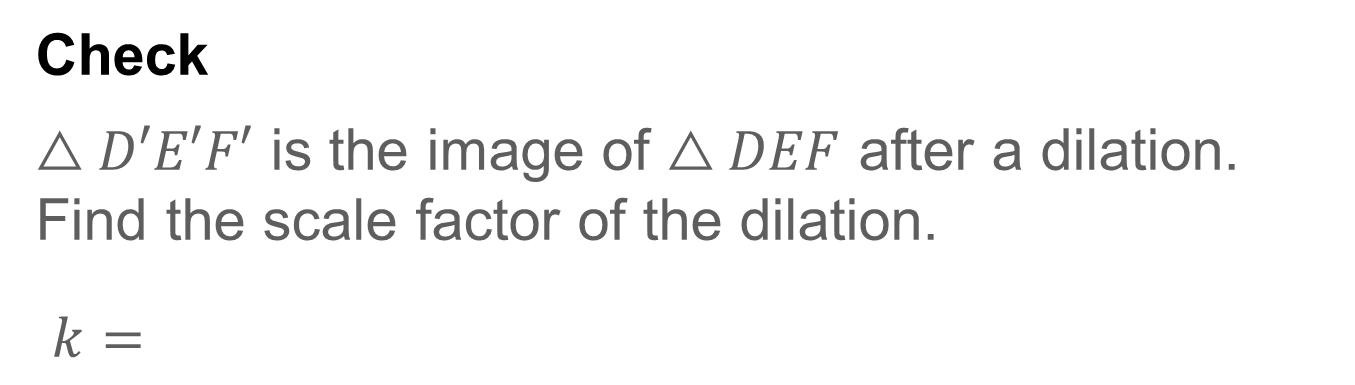 Check
△ D′E′F′ is the image of △ DEF after a dilation.
Find the scale factor of the dilation.
k =